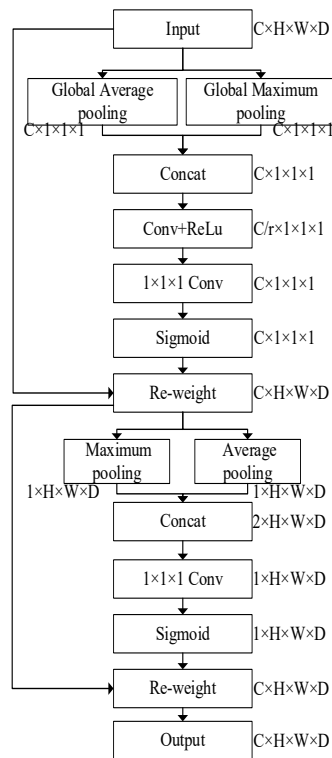 Input C×H×W×D
Global Average
pooling
Global Maximum
pooling
C×1×1×1 C×1×1×1
Concat C×1×1×1
Conv+ReLu C/r×1×1×1
1×1×1 Conv C×1×1×1
Sigmoid C×1×1×1
Re-weight C×H×W×D
Maximum
pooling
Average
pooling
1×H×W×D 1×H×W×D
Concat 2×H×W×D
1×1×1 Conv 1×H×W×D
Sigmoid 1×H×W×D
Re-weight C×H×W×D
Output C×H×W×D